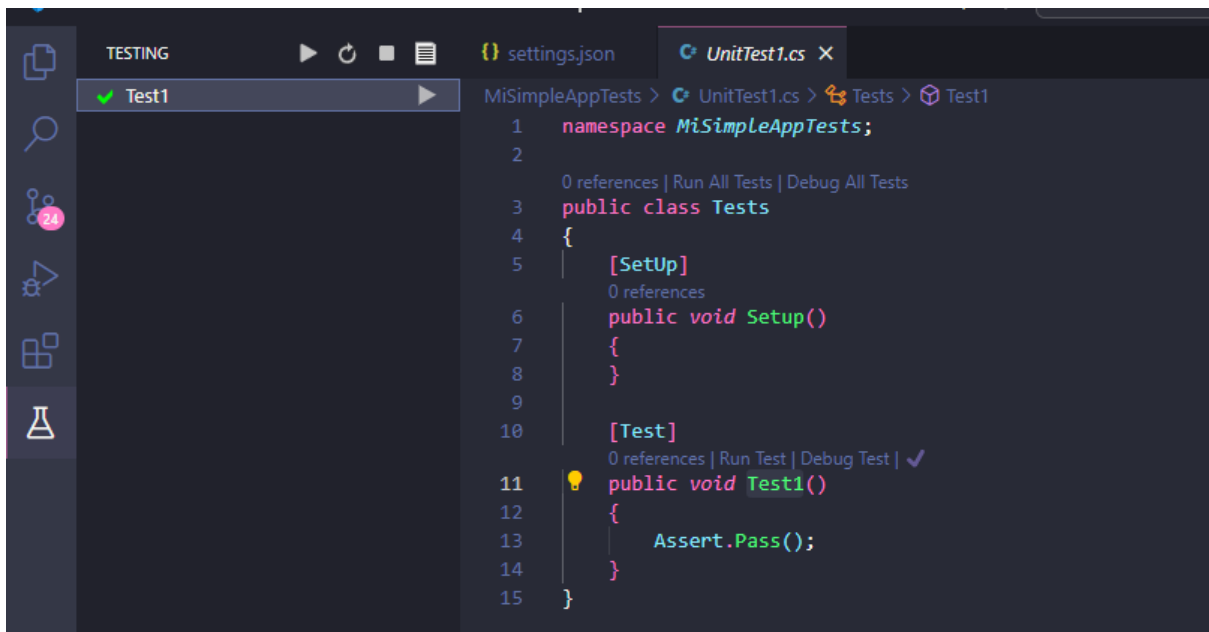 TESTING
Test1
24
{} settings.json
C# UnitTest1.cs
MiSimpleAppTests > C# UnitTest1.cs > Tests > Test1
1 namespace MiSimpleAppTests;
2
0 references | Run All Tests | Debug All Tests
3 public class Tests
4 {
5 [SetUp]
0 references
6 public void Setup()
7 {
8 }
9
10 [Test]
0 references | Run Test | Debug Test |
11 public void Test1()
12 {
13 Assert.Pass();
14 }
15 }